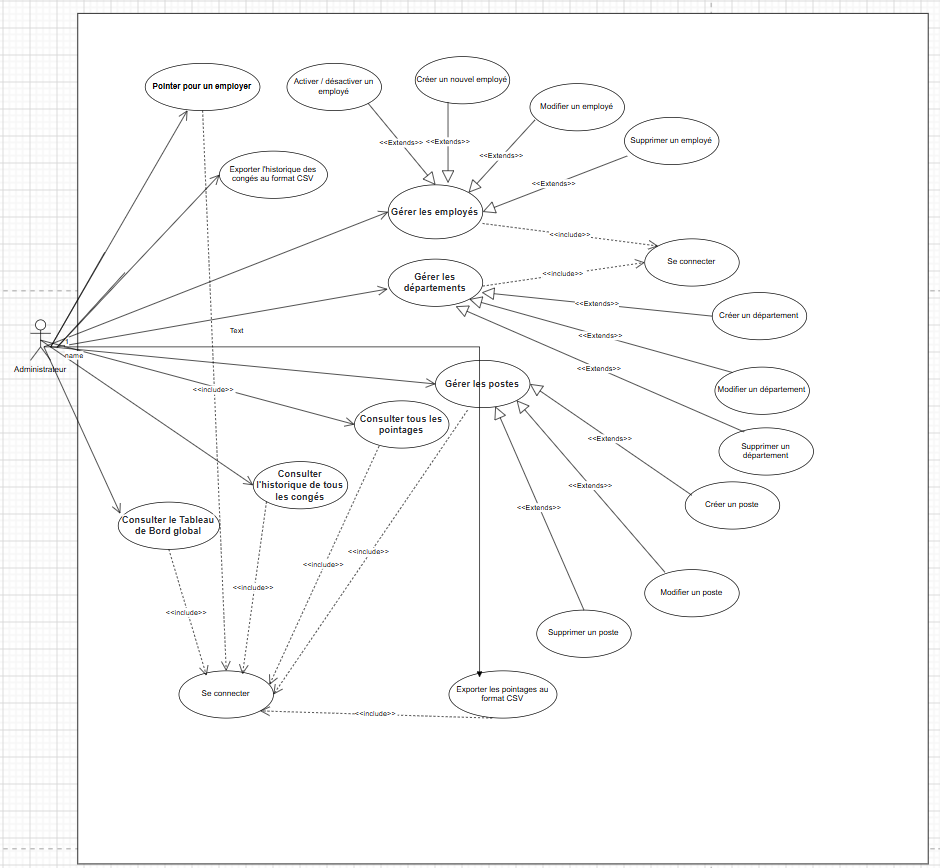 Pointer pour un employer
Activer / désactiver un
employé
Créer un nouvel employé
Modifier un employé
Supprimer un employé
<<Extends>>
<<Extends>>
<<Extends>>
<<Extends>>
Exporter l'historique des
congés au format CSV
Gérer les employés
<<include>>
Se connecter
<<include>>
Gérer les
départements
<<Extends>>
Créer un département
Text
<<Extends>>
1
name
Administrateur
<<Extends>>
Gérer les postes
<<include>>
Modifier un département
Consulter tous les
pointages
<<Extends>>
Supprimer un
département
Consulter
l'historique de tous
les congés
<<Extends>>
<<Extends>>
Créer un poste
Consulter le Tableau
de Bord global
<<include>>
<<include>>
<<include>>
<<include>>
Modifier un poste
Supprimer un poste
Se connecter
Exporter les pointages au
format CSV
<<include>>